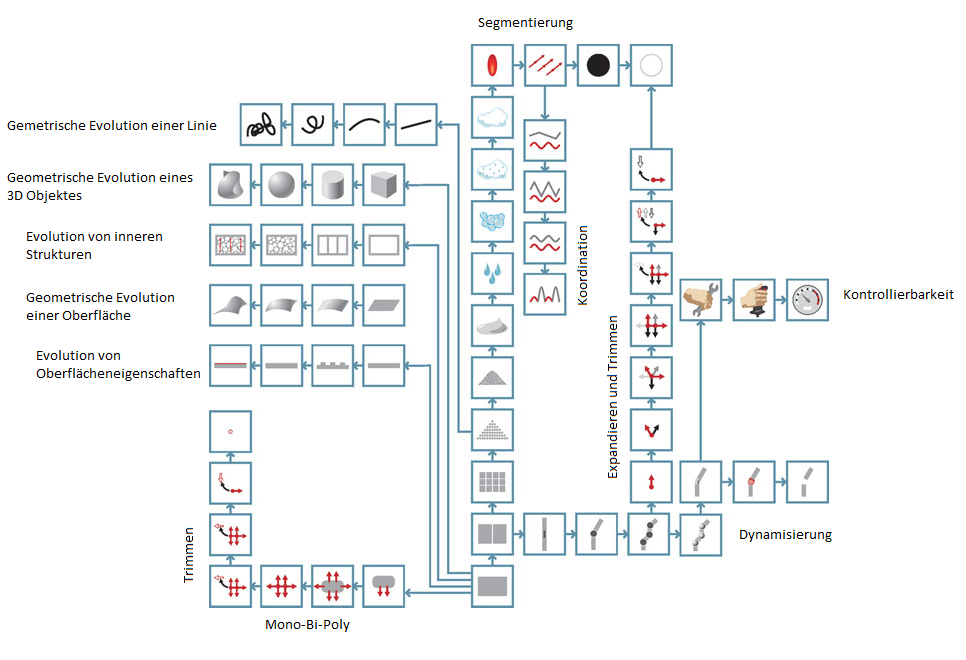 Segmentierung
Gemetrische Evolution einer Linie
Geometrische Evolution eines
3D Objektes
Evolution von inneren
Strukturen
Koordination
Geometrische Evolution
einer Oberfläche
Kontrollierbarkeit
Evolution von
Oberflächeneigenschaften
Expandieren und Trimmen
Trimmen
Dynamisierung
Mono-Bi-Poly